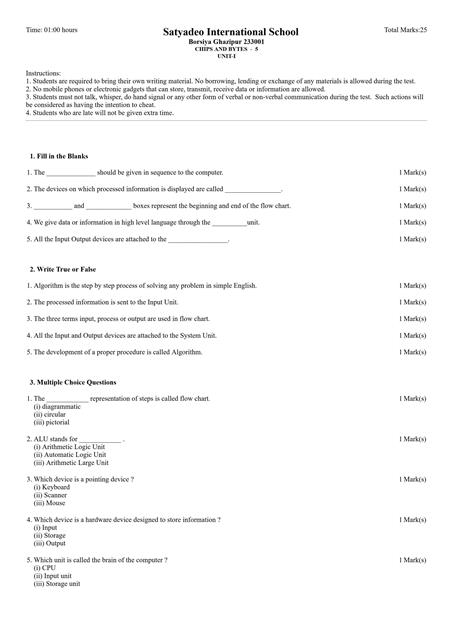 Time: 01:00 hours
Satyadeo International School
Total Marks:25
Borsiya Ghazipur 233001
CHIPS AND BYTES - 5
UNIT-I
Instructions:
1. Students are required to bring their own writing material. No borrowing, lending or exchange of any materials is allowed during the test.
2. No mobile phones or electronic gadgets that can store, transmit, receive data or information are allowed.
3. Students must not talk, whisper, do hand signal or any other form of verbal or non-verbal communication during the test. Such actions will
be considered as having the intention to cheat.
4. Students who are late will not be given extra time.
1. Fill in the Blanks
1. The ______________ should be given in sequence to the computer. 1 Mark(s)
2. The devices on which processed information is displayed are called ________________. 1 Mark(s)
3. ___________ and _____________ boxes represent the beginning and end of the flow chart. 1 Mark(s)
4. We give data or information in high level language through the __________unit. 1 Mark(s)
5. All the Input Output devices are attached to the _________________. 1 Mark(s)
2. Write True or False
1. Algorithm is the step by step process of solving any problem in simple English. 1 Mark(s)
2. The processed information is sent to the Input Unit. 1 Mark(s)
3. The three terms input, process or output are used in flow chart. 1 Mark(s)
4. All the Input and Output devices are attached to the System Unit. 1 Mark(s)
5. The development of a proper procedure is called Algorithm. 1 Mark(s)
3. Multiple Choice Questions
1. The ____________ representation of steps is called flow chart. 1 Mark(s)
(i) diagrammatic
(ii) circular
(iii) pictorial
2. ALU stands for ____________ . 1 Mark(s)
(i) Arithmetic Logic Unit
(ii) Automatic Logic Unit
(iii) Arithmetic Large Unit
3. Which device is a pointing device ? 1 Mark(s)
(i) Keyboard
(ii) Scanner
(iii) Mouse
4. Which device is a hardware device designed to store information ? 1 Mark(s)
(i) Input
(ii) Storage
(iii) Output
5. Which unit is called the brain of the computer ? 1 Mark(s)
(i) CPU
(ii) Input unit
(iii) Storage unit